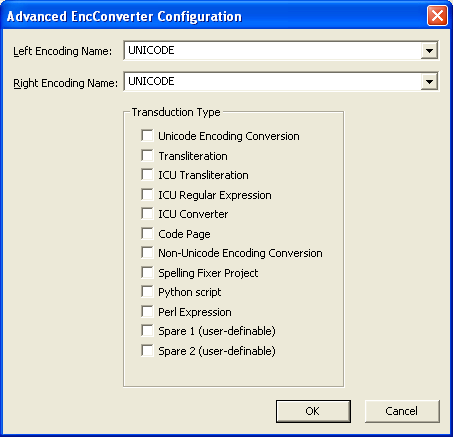 Advanced EncConverter Configuration
Left Encoding Name: UNICODE
Right Encoding Name: UNICODE
Transduction Type
Unicode Encoding Conversion
Transliteration
ICU Transliteration
ICU Regular Expression
ICU Converter
Code Page
Non-Unicode Encoding Conversion
Spelling Fixer Project
Python script
Perl Expression
Spare 1 (user-definable)
Spare 2 (user-definable)
OK Cancel